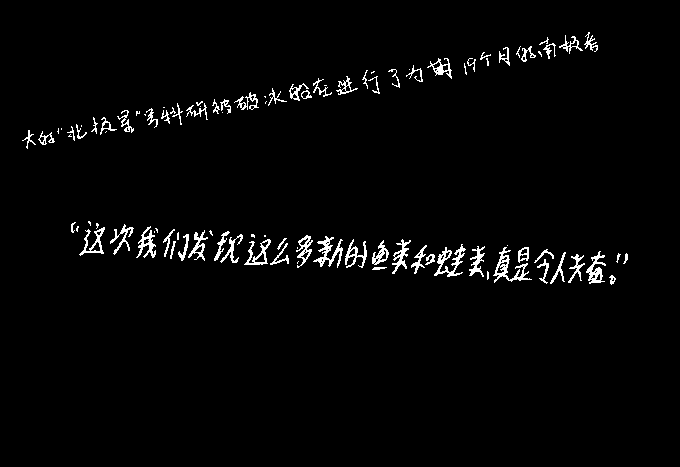 大的“北极星”号科研被破冰船在进行了为期19个月的南极考
“这次我们发现这么多新的鱼类和蛙类,真是令人夫奋。”